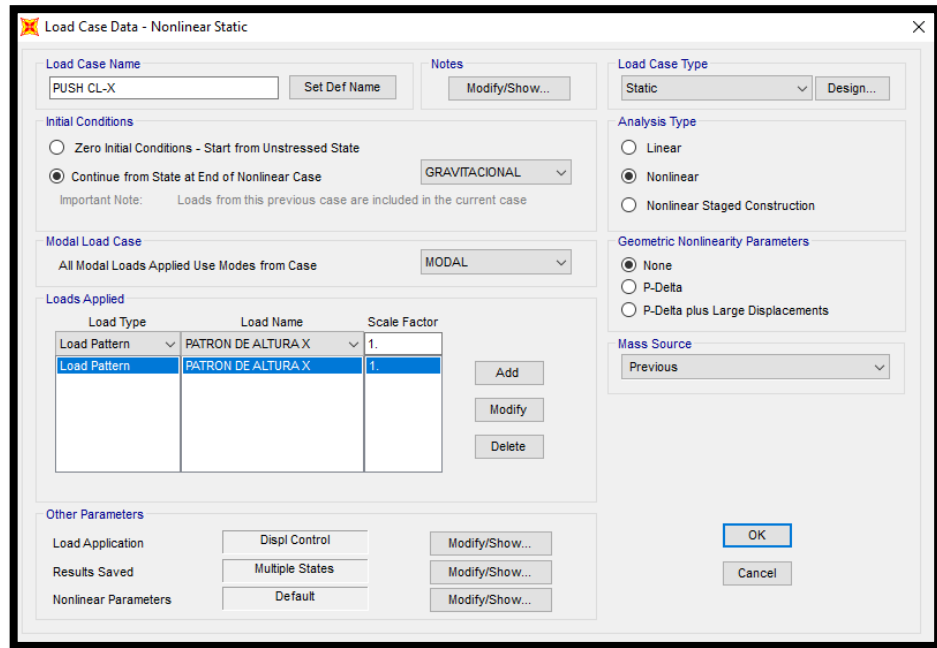 Load Case Data - Nonlinear Static
Load Case Name
PUSH CL-X
Set Def Name
Notes
Modify/Show...
Load Case Type
Static
Design...
Initial Conditions
Zero Initial Conditions - Start from Unstressed State
Continue from State at End of Nonlinear Case
GRAVITACIONAL
Important Note: Loads from this previous case are included in the current case
Analysis Type
Linear
Nonlinear
Nonlinear Staged Construction
Modal Load Case
All Modal Loads Applied Use Modes from Case
MODAL
Geometric Nonlinearity Parameters
None
P-Delta
P-Delta plus Large Displacements
Loads Applied
Load Type Load Name Scale Factor
Load Pattern PATRON DE ALTURA X 1.
Load Pattern PATRON DE ALTURA X 1.
Add
Modify
Delete
Mass Source
Previous
Other Parameters
Load Application Displ Control Modify/Show...
Results Saved Multiple States Modify/Show...
Nonlinear Parameters Default Modify/Show...
OK
Cancel